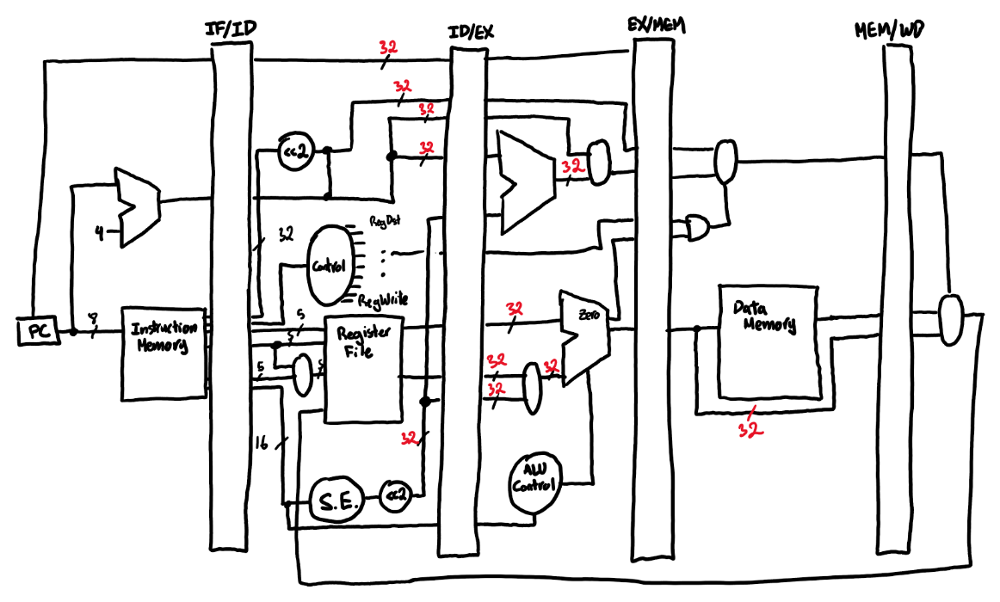 IF/ID
ID/EX
EX/MEM
MEM/WD
32
32
32
<<2
32
32
4
32
RegDst
Control
RegWrite
PC
8
Instruction
Memory
5
5
5
5
Register
File
32
32
32
32
Zero
Data
Memory
32
16
32
S.E.
<<2
ALU
Control